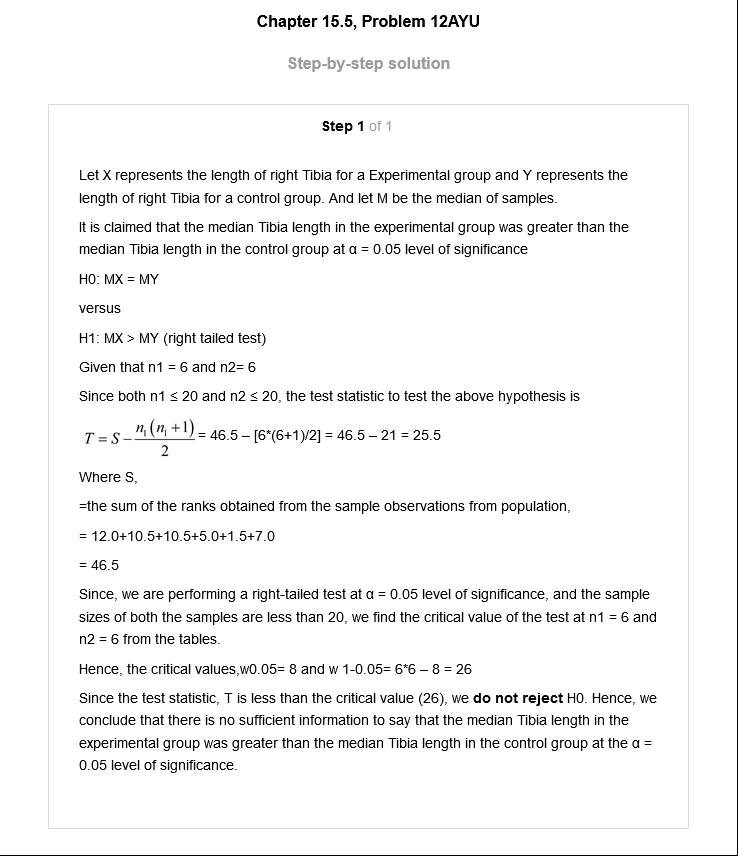 Chapter 15.5, Problem 12AYU
Step-by-step solution
Step 1 of 1
Let X represents the length of right Tibia for a Experimental group and Y represents the
length of right Tibia for a control group. And let M be the median of samples.
It is claimed that the median Tibia length in the experimental group was greater than the
median Tibia length in the control group at α = 0.05 level of significance
H0: MX = MY
versus
H1: MX > MY (right tailed test)
Given that n1 = 6 and n2= 6
Since both n1 ≤ 20 and n2 ≤ 20, the test statistic to test the above hypothesis is
T = S – n₁(n₁+1)/2 = 46.5 – [6*(6+1)/2] = 46.5 – 21 = 25.5
Where S,
=the sum of the ranks obtained from the sample observations from population,
= 12.0+10.5+10.5+5.0+1.5+7.0
= 46.5
Since, we are performing a right-tailed test at α = 0.05 level of significance, and the sample
sizes of both the samples are less than 20, we find the critical value of the test at n1 = 6 and
n2 = 6 from the tables.
Hence, the critical values,w0.05= 8 and w 1-0.05= 6*6 – 8 = 26
Since the test statistic, T is less than the critical value (26), we do not reject H0. Hence, we
conclude that there is no sufficient information to say that the median Tibia length in the
experimental group was greater than the median Tibia length in the control group at the α =
0.05 level of significance.